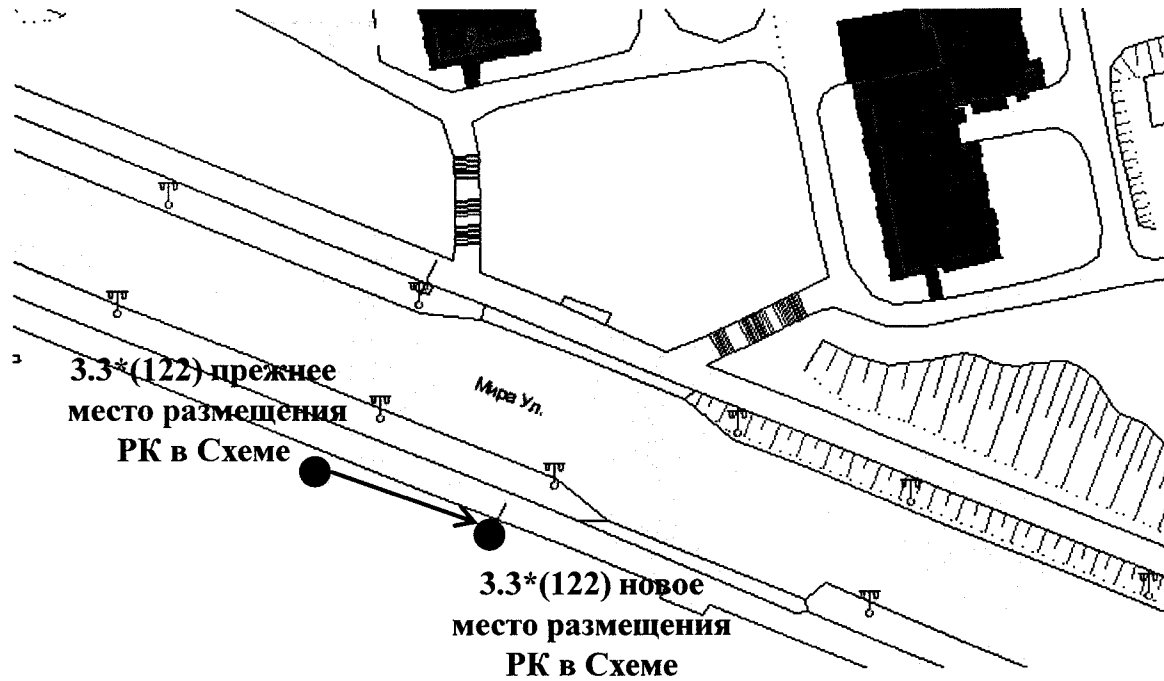 3.3*(122) прежнее
место размещения
РК в Схеме
Мира Ул.
3.3*(122) новое
место размещения
РК в Схеме